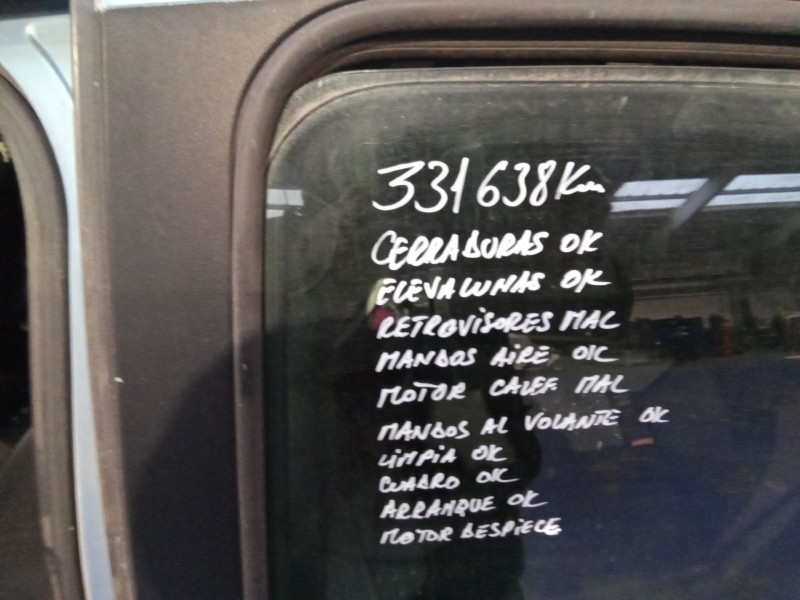 331638Km
CERRADURAS OK
ELEVALUNAS OK
RETROVISORES MAL
MANDOS AIRE OK
MOTOR CALEF MAL
MANDOS AL VOLANTE OK
LIMPIA OK
CUADRO OK
ARRANQUE OK
MOTOR DESPIECE